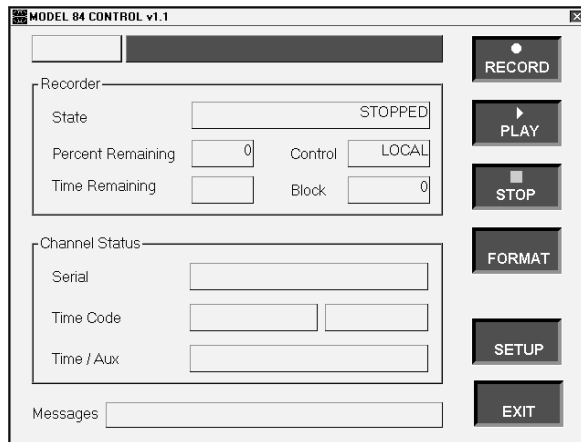 MODEL 84 CONTROL v1.1
RECORD
Recorder
State STOPPED
PLAY
Percent Remaining 0 Control LOCAL
Time Remaining Block 0
STOP
Channel Status
FORMAT
Serial
Time Code
Time / Aux
SETUP
Messages
EXIT